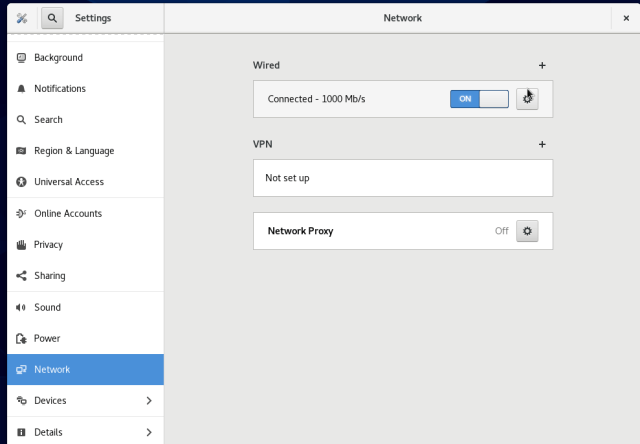 Settings
Network
Background
Notifications
Search
Region & Language
Universal Access
Online Accounts
Privacy
Sharing
Sound
Power
Network
Devices
Details
Wired
Connected - 1000 Mb/s
ON
VPN
Not set up
Network Proxy
Off